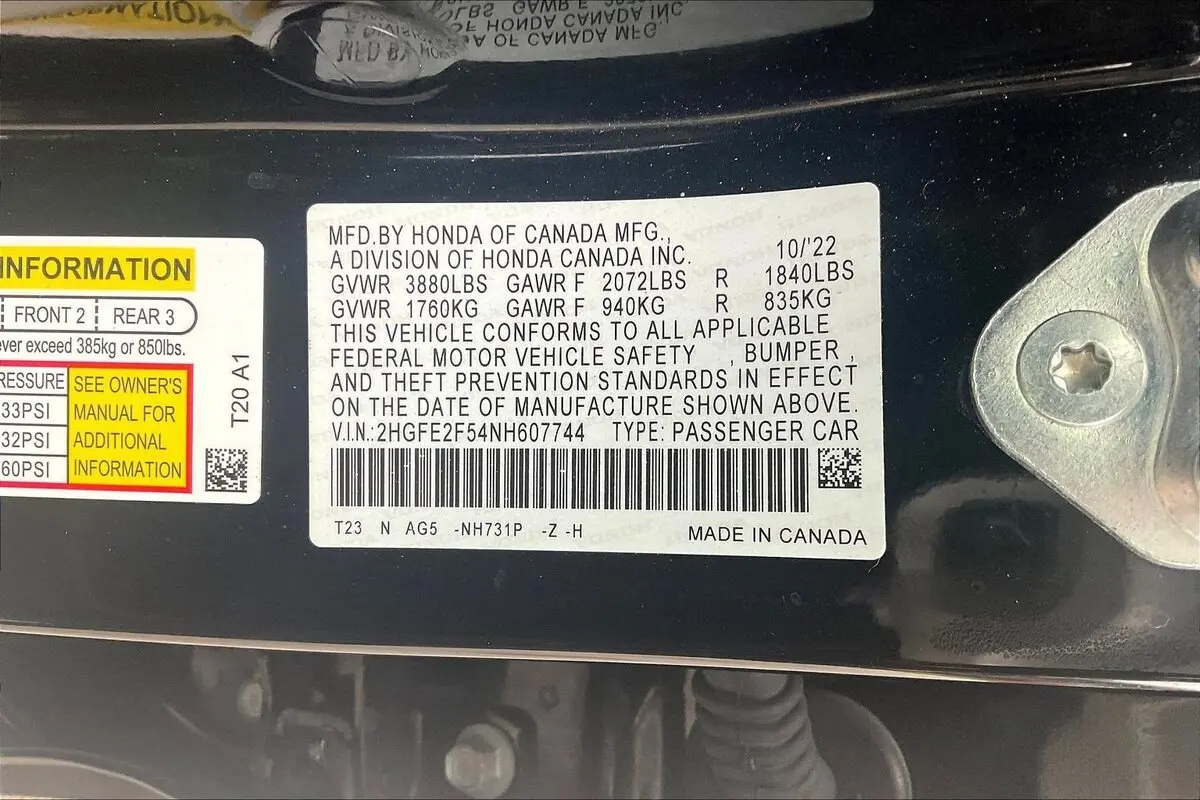 MFD.BY HONDA OF CANADA MFG.,
A DIVISION OF HONDA CANADA INC. 10/'22
GVWR 3880LBS GAWR F 2072LBS R 1840LBS
GVWR 1760KG GAWR F 940KG R 835KG
THIS VEHICLE CONFORMS TO ALL APPLICABLE
FEDERAL MOTOR VEHICLE SAFETY , BUMPER ,
AND THEFT PREVENTION STANDARDS IN EFFECT
ON THE DATE OF MANUFACTURE SHOWN ABOVE.
V.I.N.:2HGFE2F54NH607744 TYPE: PASSENGER CAR
T23 N AG5 -NH731P -Z -H MADE IN CANADA
INFORMATION
FRONT 2 REAR 3
ever exceed 385kg or 850lbs.
RESSURE SEE OWNER'S
33PSI MANUAL FOR
32PSI ADDITIONAL
60PSI INFORMATION
T20 A1